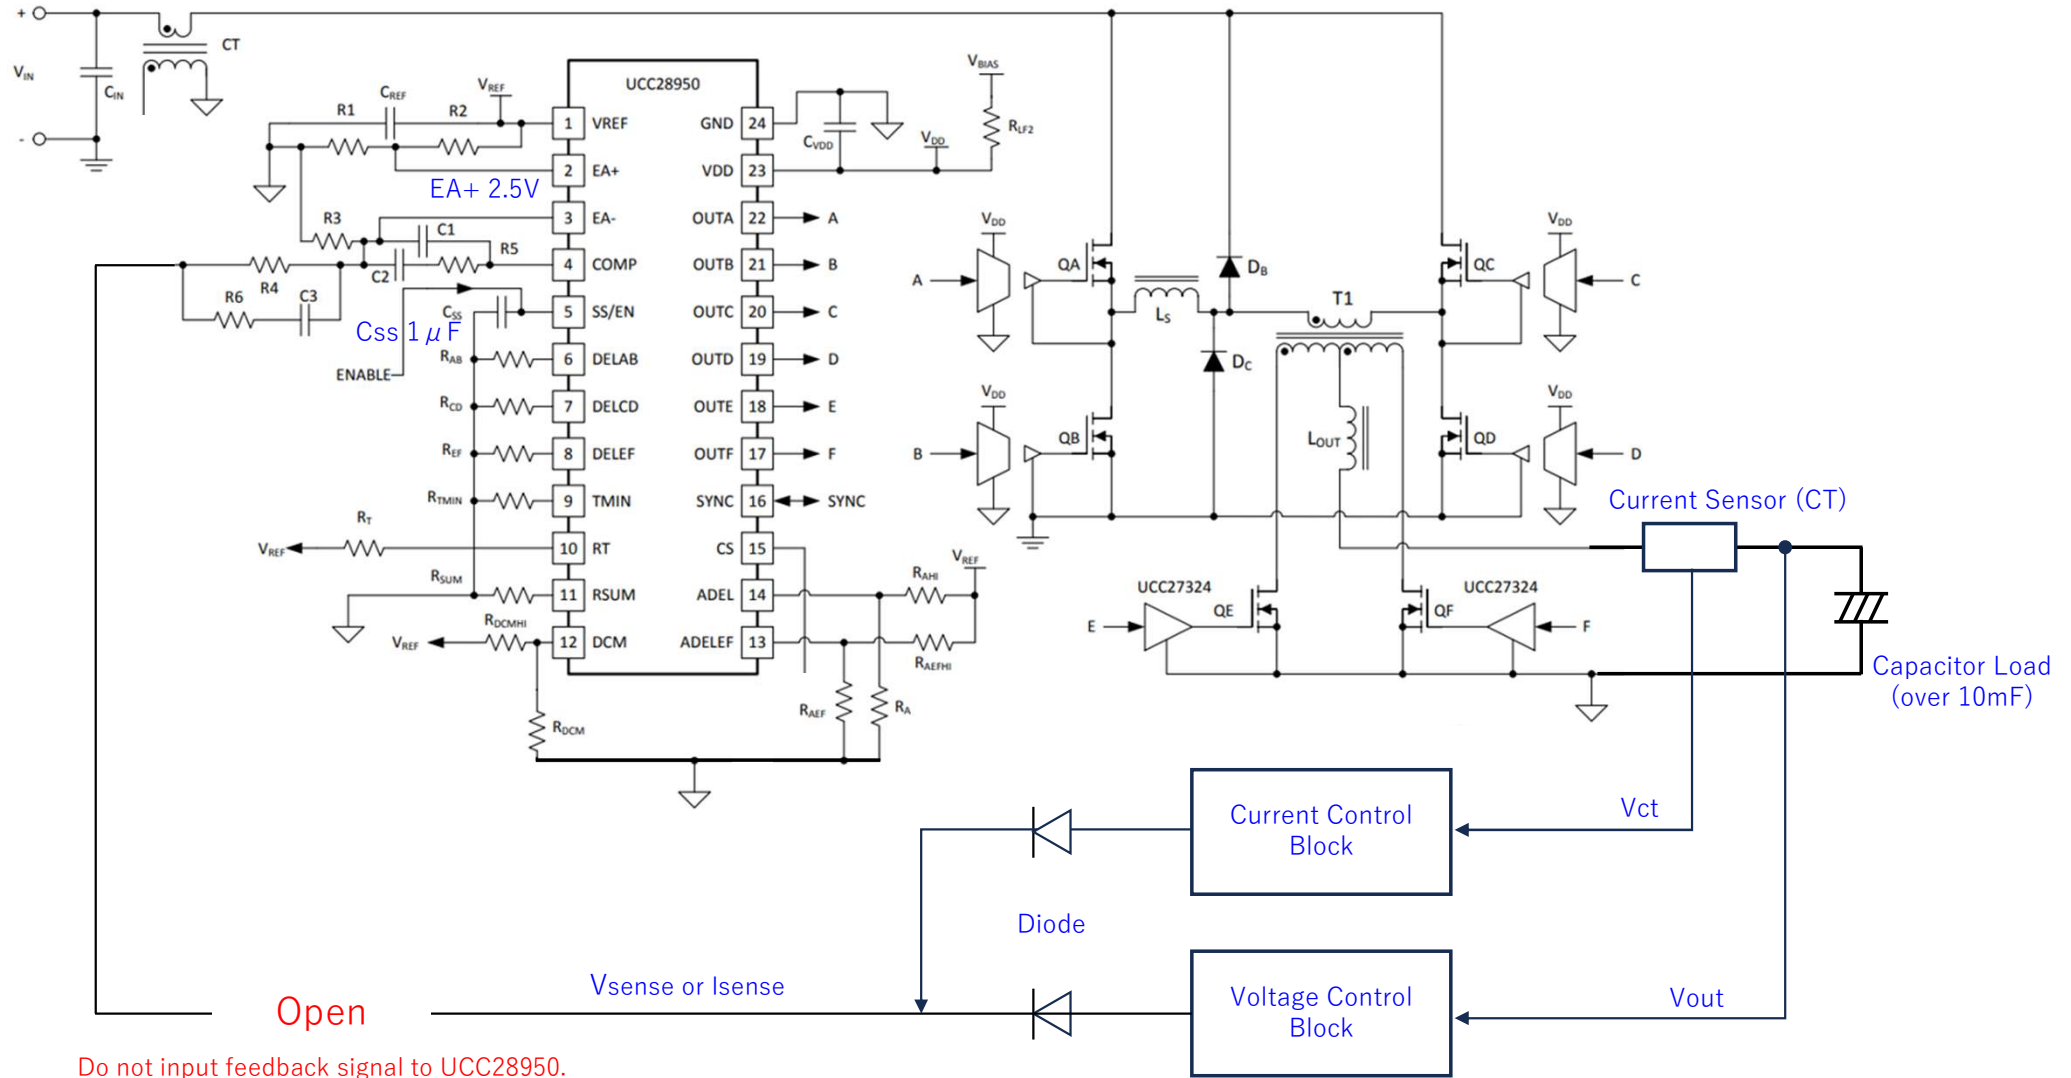 +
CT
VIN
CIN
-
UCC28950
R1
CREF
R2
VREF
1 VREF
GND 24
2 EA+
VDD 23
EA+ 2.5V
3 EA-
OUTA 22
A
4 COMP
OUTB 21
B
5 SS/EN
OUTC 20
C
6 DELAB
OUTD 19
D
7 DELCD
OUTE 18
E
8 DELEF
OUTF 17
F
9 TMIN
SYNC 16
SYNC
10 RT
CS 15
11 RSUM
ADEL 14
12 DCM
ADELEF 13
R3
C1
R5
C2
R4
R6
C3
CSS
Css 1μF
ENABLE
RAB
RCD
REF
RTMIN
RT
VREF
RSUM
RDCMHI
VREF
RDCM
CVDD
VDD
VBIAS
RLF2
VREF
RAHI
RAEFHI
RAEF
RA
VDD
QA
A
VDD
QB
B
LS
DB
DC
T1
LOUT
VDD
QC
C
VDD
QD
D
UCC27324
QE
E
UCC27324
QF
F
Current Sensor (CT)
Capacitor Load
(over 10mF)
Current Control
Block
Vct
Diode
Voltage Control
Block
Vout
Vsense or Isense
Open
Do not input feedback signal to UCC28950.